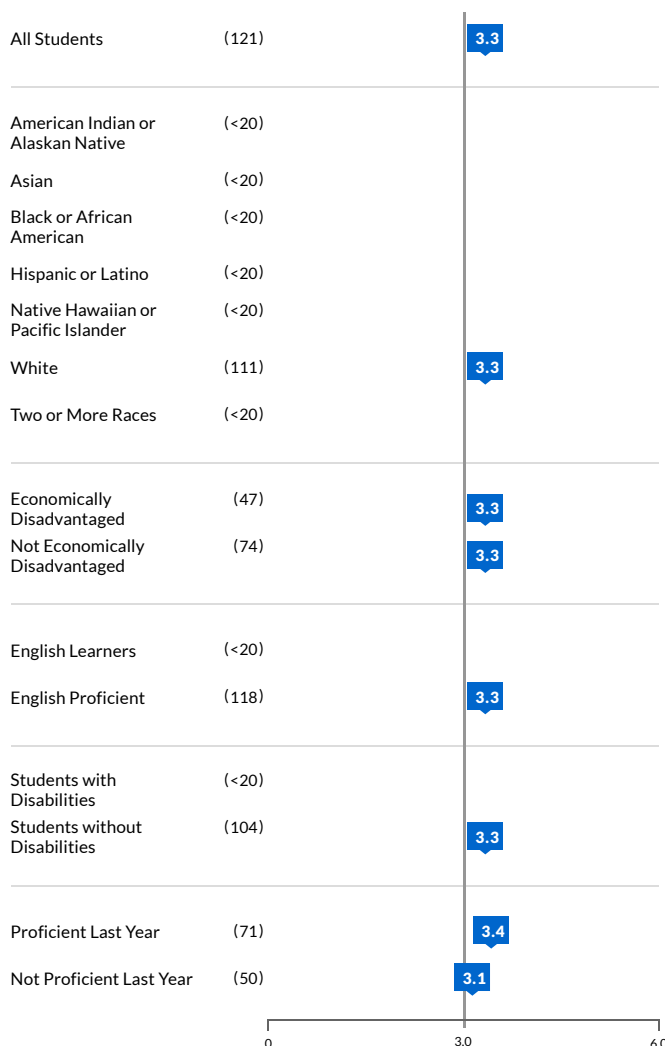 All Students (121) 3.3
American Indian or (<20)
Alaskan Native
Asian (<20)
Black or African (<20)
American
Hispanic or Latino (<20)
Native Hawaiian or (<20)
Pacific Islander
White (111) 3.3
Two or More Races (<20)
Economically (47) 3.3
Disadvantaged
Not Economically (74) 3.3
Disadvantaged
English Learners (<20)
English Proficient (118) 3.3
Students with (<20)
Disabilities
Students without (104) 3.3
Disabilities
Proficient Last Year (71) 3.4
Not Proficient Last Year (50) 3.1
0 3.0 6.0